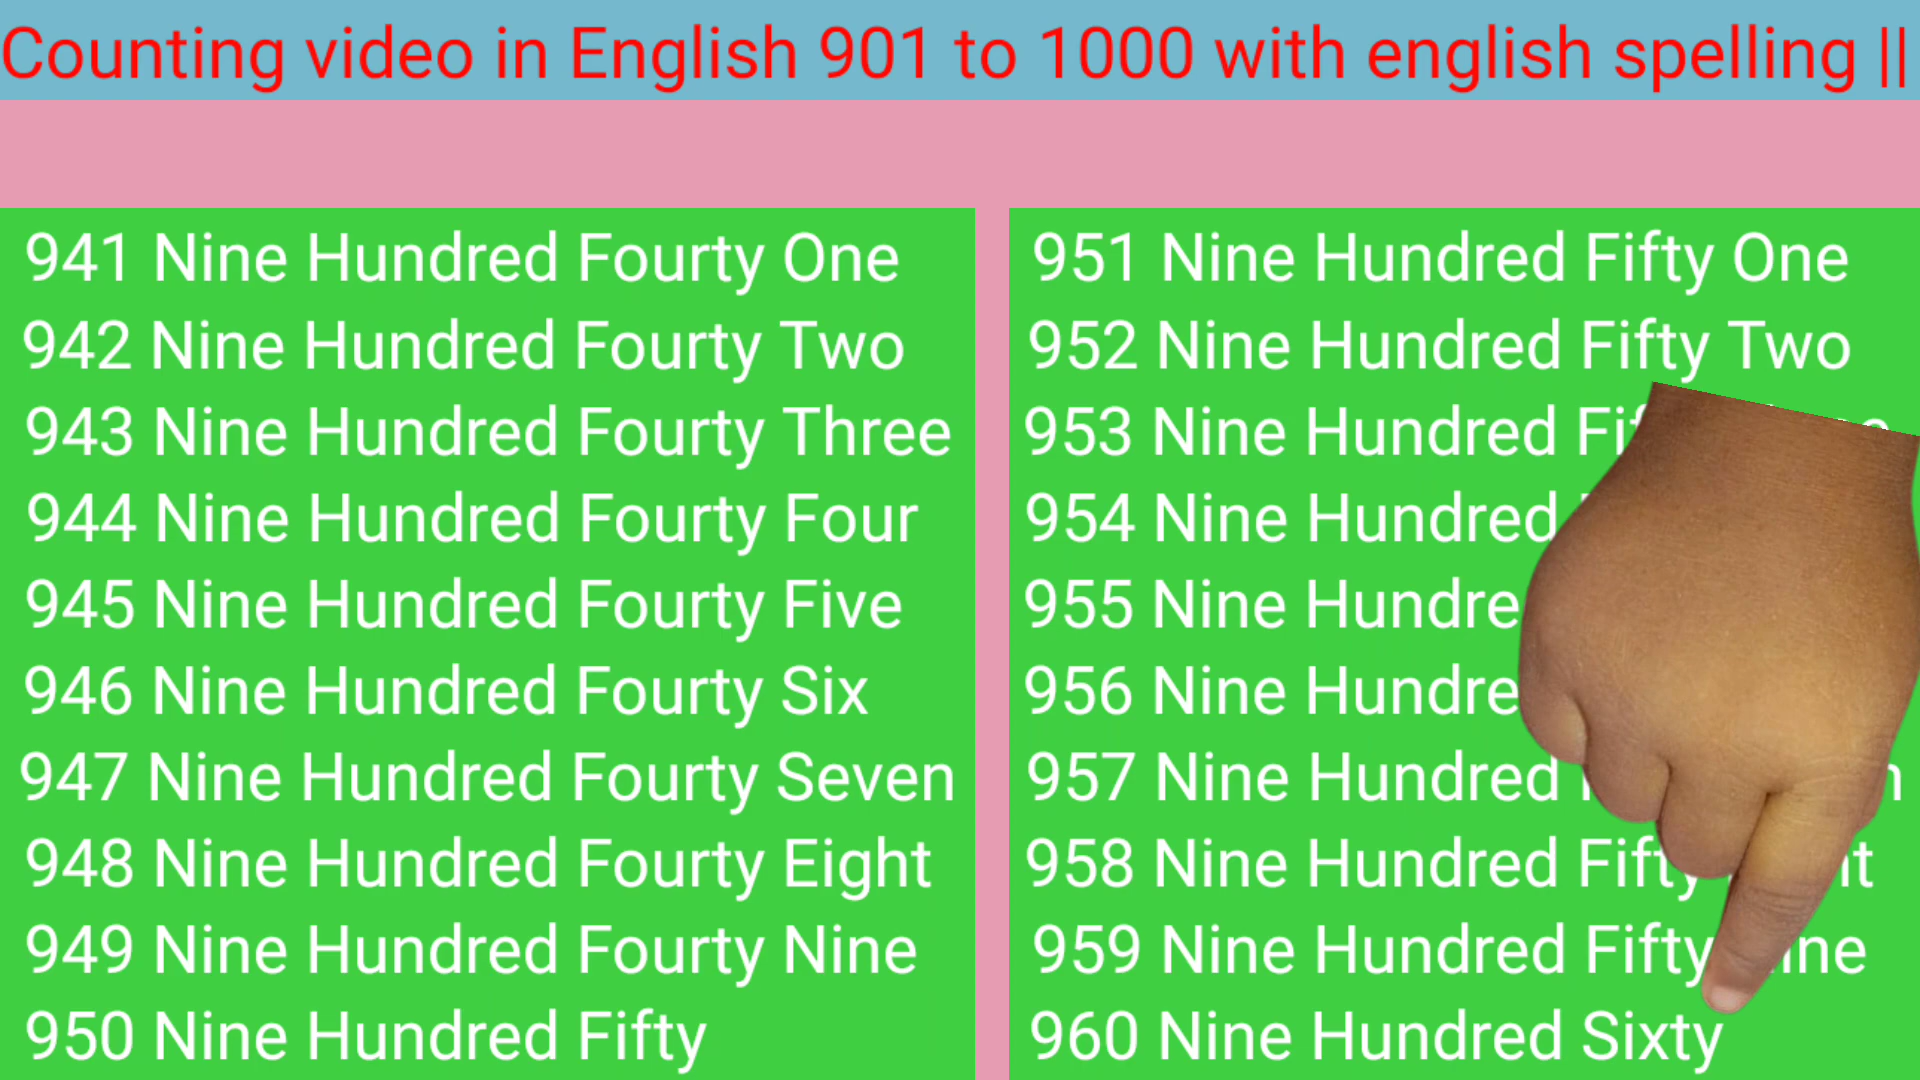 Counting video in English 901 to 1000 with english spelling ||
941 Nine Hundred Fourty One
942 Nine Hundred Fourty Two
943 Nine Hundred Fourty Three
944 Nine Hundred Fourty Four
945 Nine Hundred Fourty Five
946 Nine Hundred Fourty Six
947 Nine Hundred Fourty Seven
948 Nine Hundred Fourty Eight
949 Nine Hundred Fourty Nine
950 Nine Hundred Fifty
951 Nine Hundred Fifty One
952 Nine Hundred Fifty Two
953 Nine Hundred
954 Nine Hundred
955 Nine
956 Nine
957 Nine Hundred
958 Nine Hundred Fifty
959 Nine Hundred Fifty
960 Nine Hundred Sixty